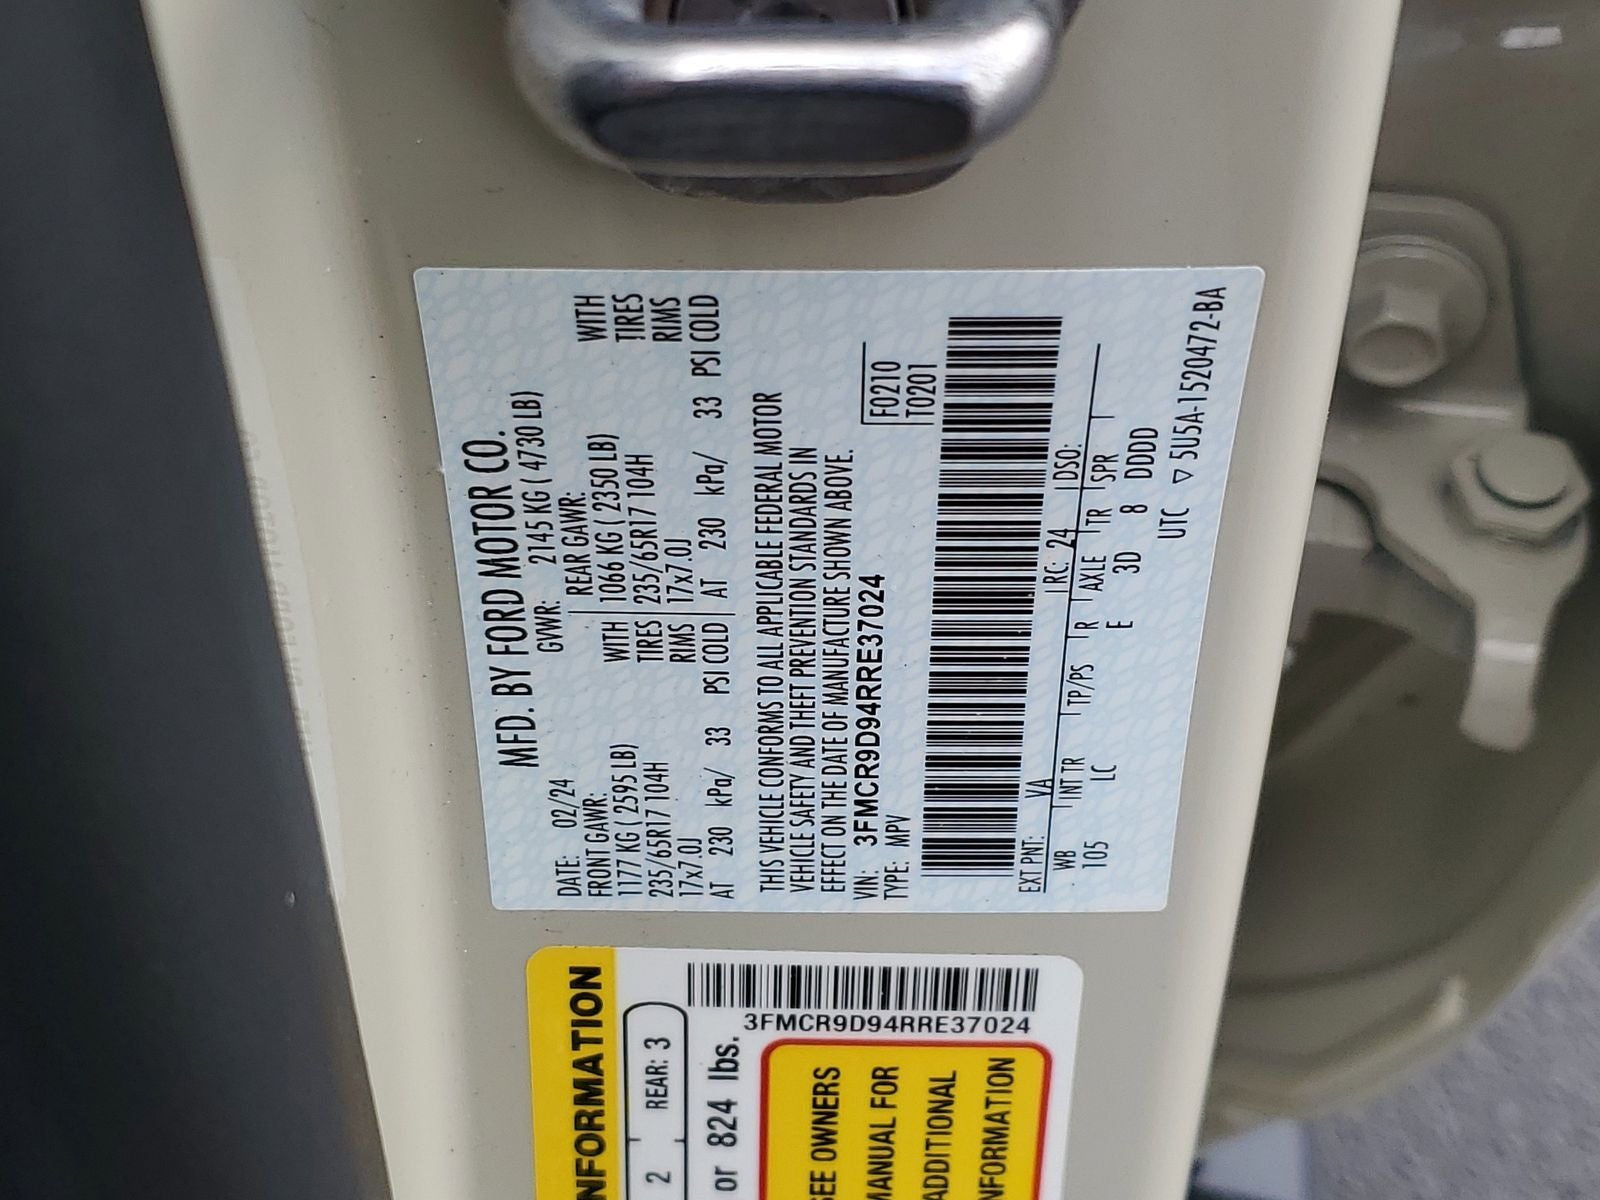 MFD. BY FORD MOTOR CO.
DATE: 02/24 GVWR: 2145 KG ( 4730 LB)
FRONT GAWR: REAR GAWR:
1177 KG ( 2595 LB) WITH 1066 KG ( 2350 LB) WITH
235/65R17 104H TIRES 235/65R17 104H TIRES
17x7.0J RIMS 17x7.0J RIMS
AT 230 kPa/ 33 PSI COLD AT 230 kPa/ 33 PSI COLD
THIS VEHICLE CONFORMS TO ALL APPLICABLE FEDERAL MOTOR
VEHICLE SAFETY AND THEFT PREVENTION STANDARDS IN
EFFECT ON THE DATE OF MANUFACTURE SHOWN ABOVE.
VIN: 3FMCR9D94RRE37024 F0210
TYPE: MPV T0201
EXT PNT: YA RC: 24 DSO:
WB INT TR TP/PS R AXLE TR SPR
105 LC E 3D 8 DDDD
UTC ▽ 5U5A-1520472-BA
INFORMATION
2 REAR: 3
or 824 lbs.
3FMCR9D94RRE37024
SEE OWNERS
MANUAL FOR
ADDITIONAL
INFORMATION